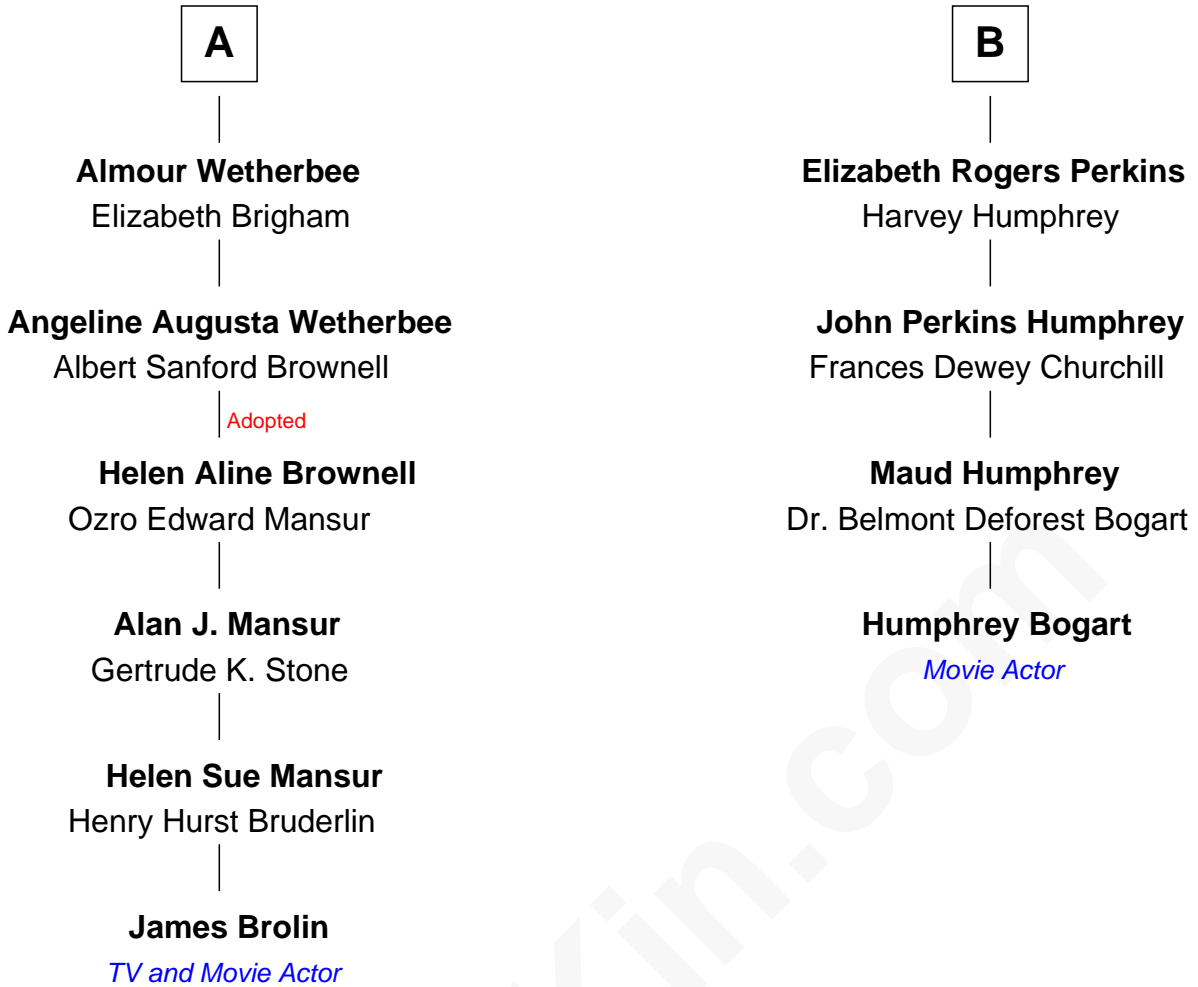 A
Almour Wetherbee
Elizabeth Brigham
Angeline Augusta Wetherbee
Albert Sanford Brownell
Adopted
Helen Aline Brownell
Ozro Edward Mansur
Alan J. Mansur
Gertrude K. Stone
Helen Sue Mansur
Henry Hurst Bruderlin
James Brolin
TV and Movie Actor
B
Elizabeth Rogers Perkins
Harvey Humphrey
John Perkins Humphrey
Frances Dewey Churchill
Maud Humphrey
Dr. Belmont Deforest Bogart
Humphrey Bogart
Movie Actor
Kin.com